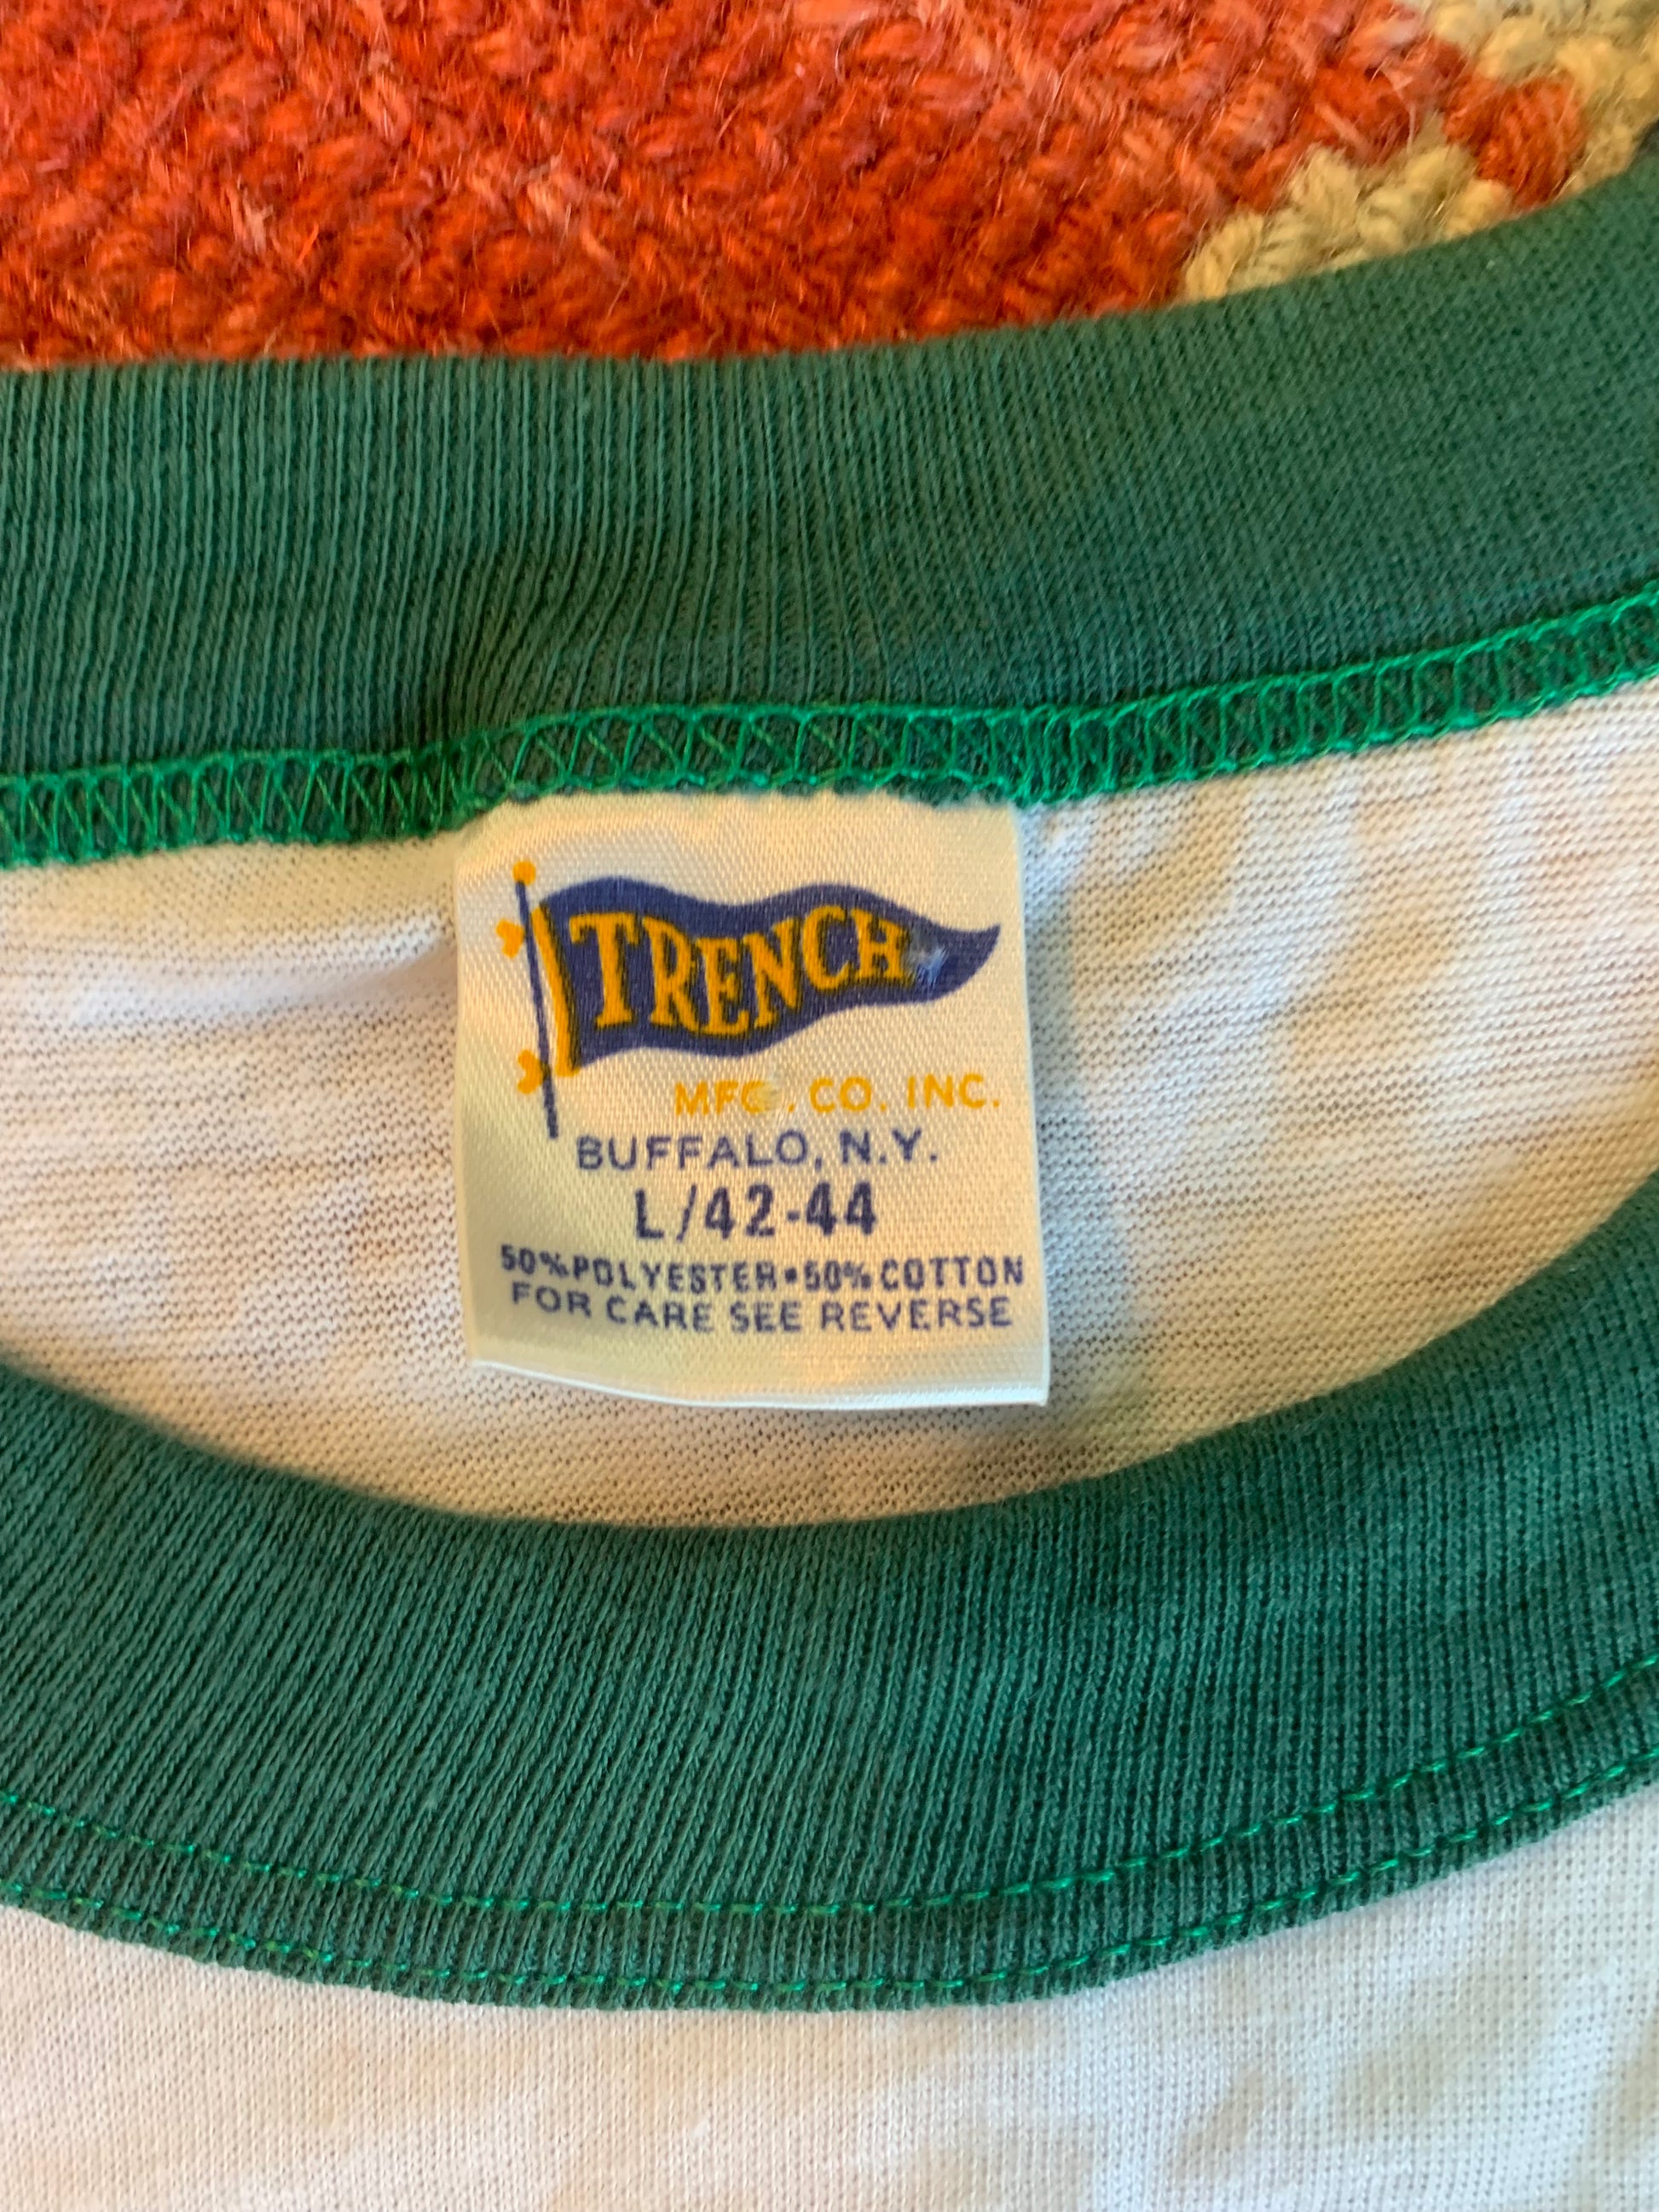 TRENCH
MFG. CO. INC.
BUFFALO, N.Y.
L/42-44
50% POLYESTER•50% COTTON
FOR CARE SEE REVERSE